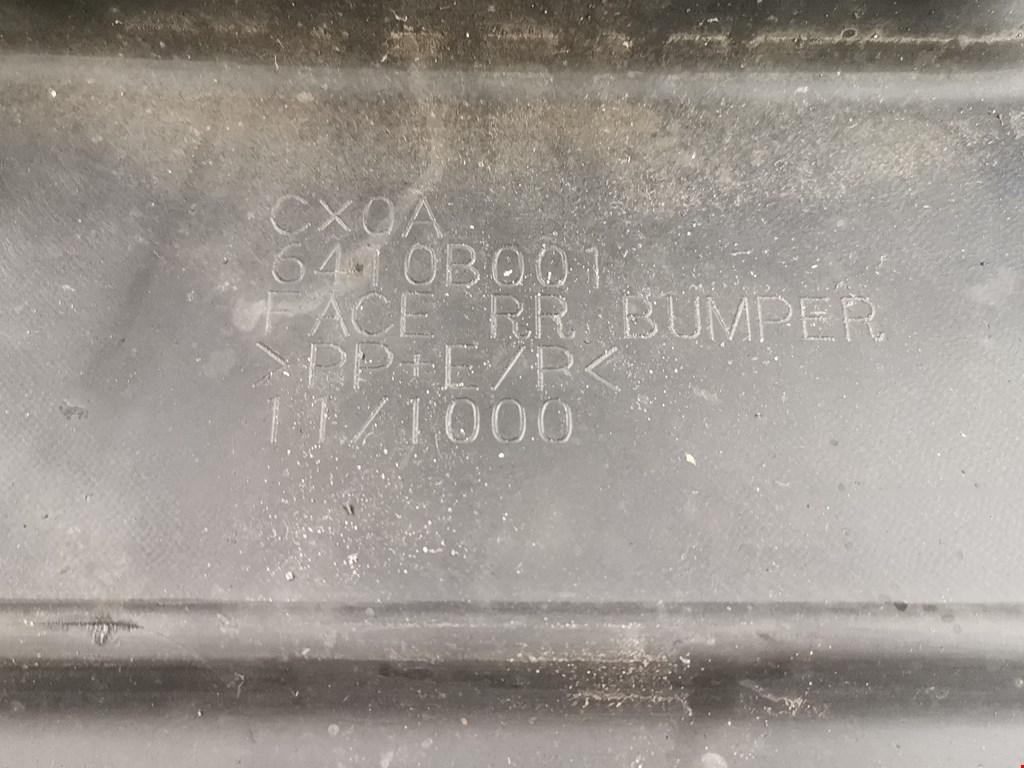 CX0A
6410B001
FACE RR BUMPER
>PP+E/P<
11/1000